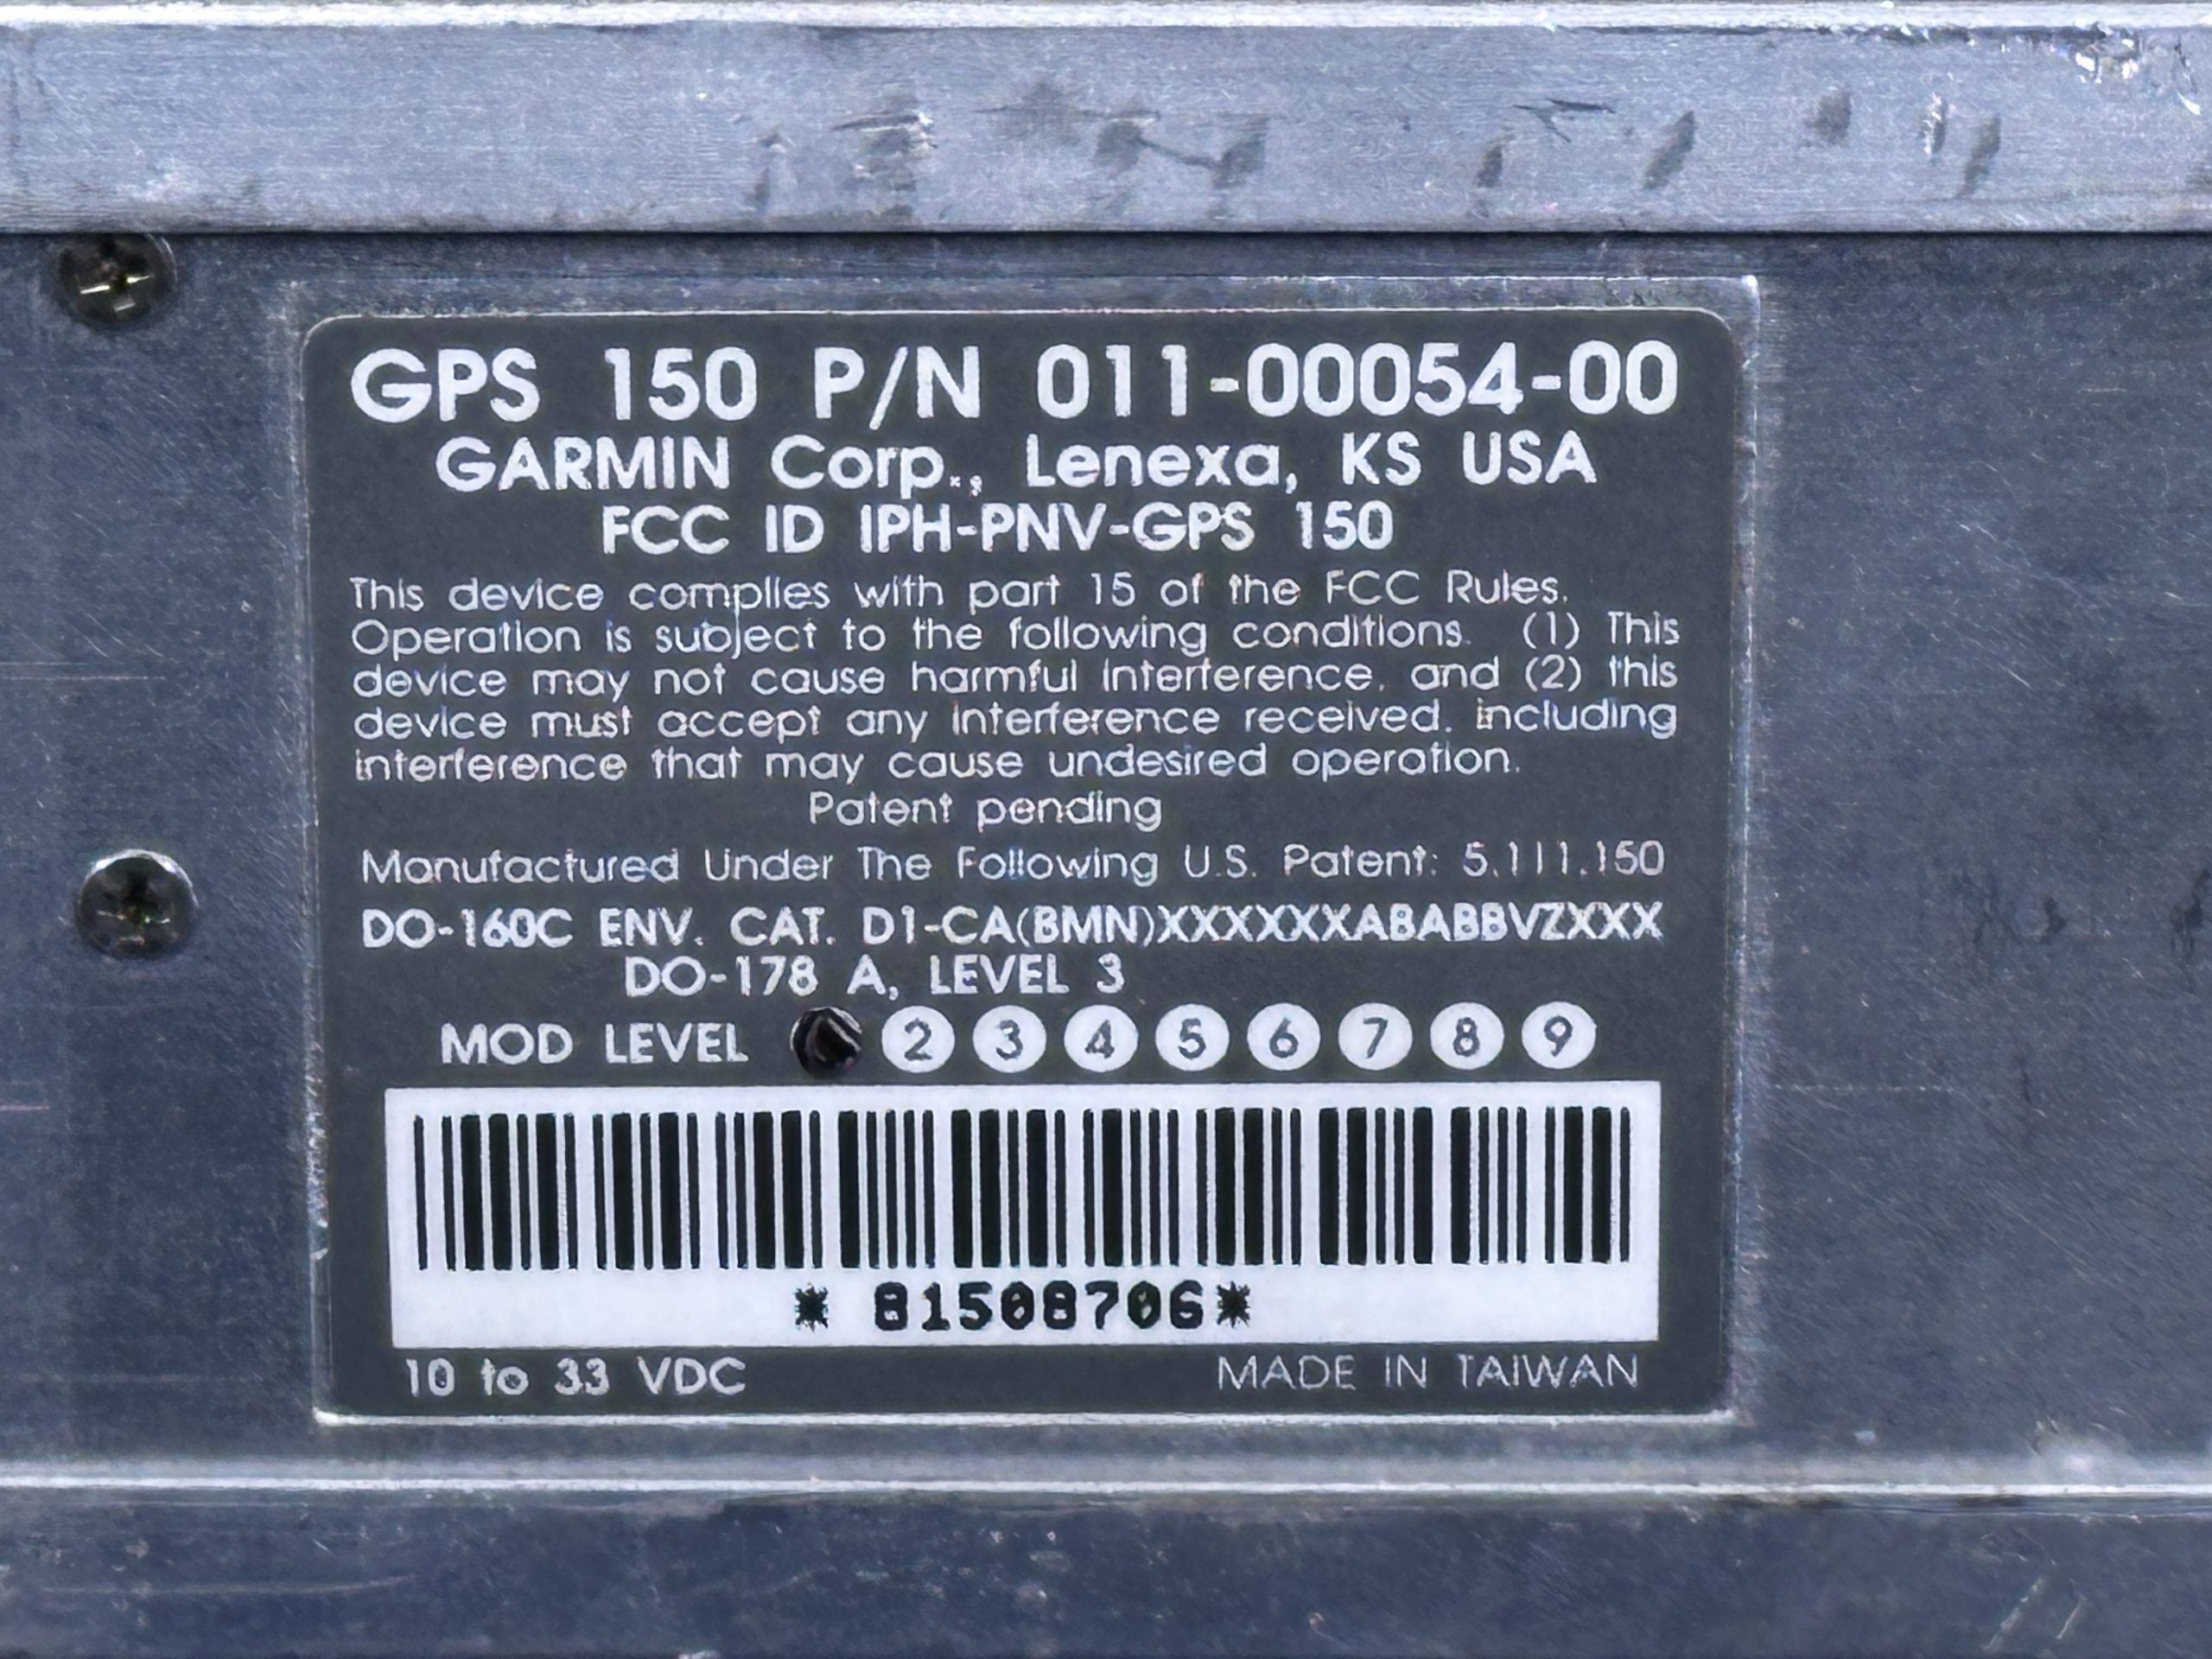 GPS 150 P/N 011-00054-00
GARMIN Corp., Lenexa, KS USA
FCC ID IPH-PNV-GPS 150
This device complies with part 15 of the FCC Rules.
Operation is subject to the following conditions. (1) This
device may not cause harmful interference, and (2) this
device must accept any interference received, including
interference that may cause undesired operation.
Patent pending
Manufactured Under The Following U.S. Patent: 5,111,150
DO-160C ENV. CAT. D1-CA(BMN)XXXXXXABABBVZXXX
DO-178 A, LEVEL 3
MOD LEVEL 2 3 4 5 6 7 8 9
* 81508706*
10 to 33 VDC MADE IN TAIWAN